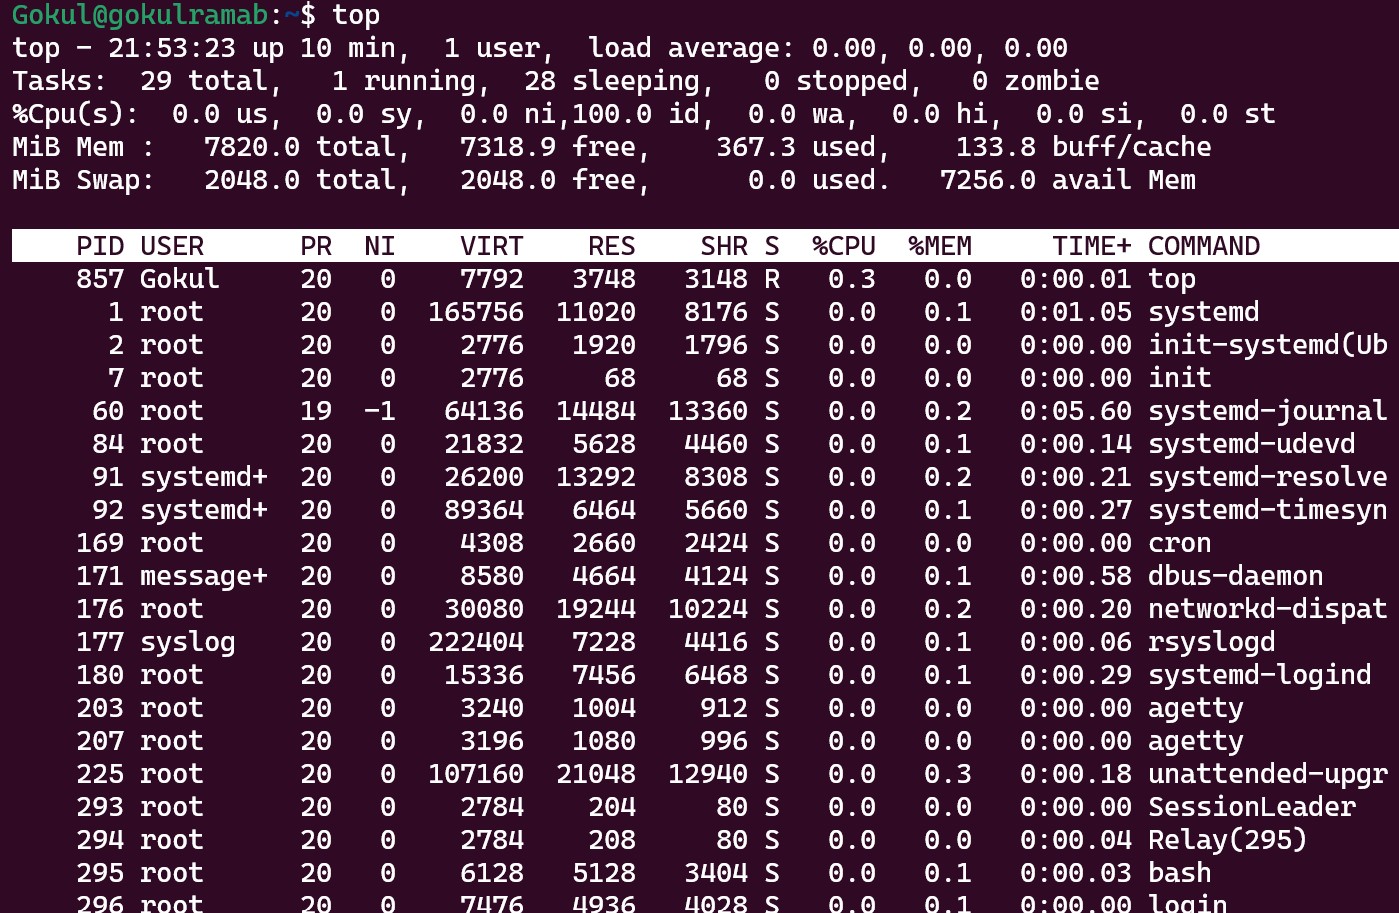 Gokul@gokulramab:~$ top
top - 21:53:23 up 10 min,  1 user,  load average: 0.00, 0.00, 0.00
Tasks:  29 total,   1 running,  28 sleeping,   0 stopped,   0 zombie
%Cpu(s):  0.0 us,  0.0 sy,  0.0 ni,100.0 id,  0.0 wa,  0.0 hi,  0.0 si,  0.0 st
MiB Mem :   7820.0 total,   7318.9 free,    367.3 used,    133.8 buff/cache
MiB Swap:   2048.0 total,   2048.0 free,      0.0 used.   7256.0 avail Mem
PID USER      PR  NI    VIRT    RES    SHR S  %CPU  %MEM     TIME+ COMMAND
857 Gokul     20   0    7792   3748   3148 R   0.3   0.0   0:00.01 top
1 root      20   0  165756  11020   8176 S   0.0   0.1   0:01.05 systemd
2 root      20   0    2776   1920   1796 S   0.0   0.0   0:00.00 init-systemd(Ub
7 root      20   0    2776     68     68 S   0.0   0.0   0:00.00 init
60 root      19  -1   64136  14484  13360 S   0.0   0.2   0:05.60 systemd-journal
84 root      20   0   21832   5628   4460 S   0.0   0.1   0:00.14 systemd-udevd
91 systemd+  20   0   26200  13292   8308 S   0.0   0.2   0:00.21 systemd-resolve
92 systemd+  20   0   89364   6464   5660 S   0.0   0.1   0:00.27 systemd-timesyn
169 root      20   0    4308   2660   2424 S   0.0   0.0   0:00.00 cron
171 message+  20   0    8580   4664   4124 S   0.0   0.1   0:00.58 dbus-daemon
176 root      20   0   30080  19244  10224 S   0.0   0.2   0:00.20 networkd-dispat
177 syslog    20   0  222404   7228   4416 S   0.0   0.1   0:00.06 rsyslogd
180 root      20   0   15336   7456   6468 S   0.0   0.1   0:00.29 systemd-logind
203 root      20   0    3240   1004    912 S   0.0   0.0   0:00.00 agetty
207 root      20   0    3196   1080    996 S   0.0   0.0   0:00.00 agetty
225 root      20   0  107160  21048  12940 S   0.0   0.3   0:00.18 unattended-upgr
293 root      20   0    2784    204     80 S   0.0   0.0   0:00.00 SessionLeader
294 root      20   0    2784    208     80 S   0.0   0.0   0:00.04 Relay(295)
295 root      20   0    6128   5128   3404 S   0.0   0.1   0:00.03 bash
296 root      20   0    7476   4936   4028 S   0.0   0.1   0:00.00 login